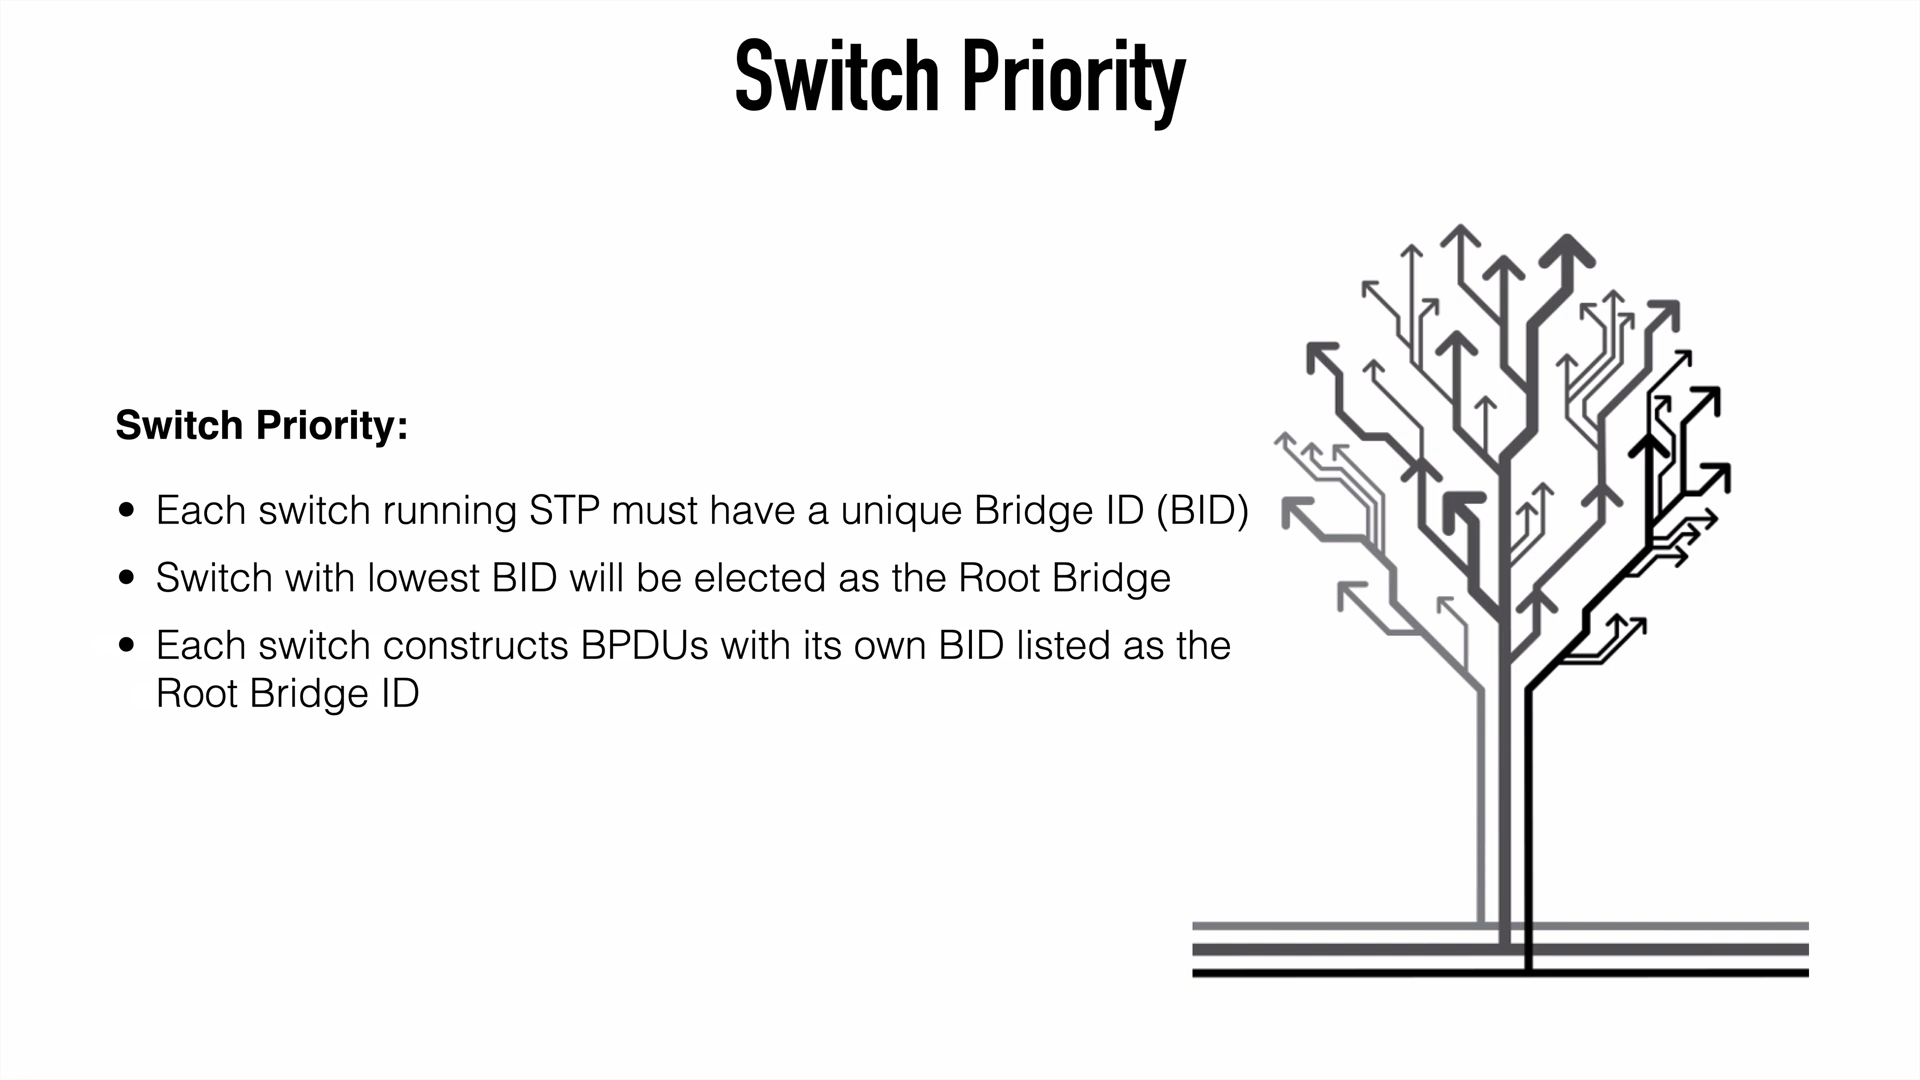 Switch Priority
Switch Priority:
• Each switch running STP must have a unique Bridge ID (BID)
• Switch with lowest BID will be elected as the Root Bridge
• Each switch constructs BPDUs with its own BID listed as the
Root Bridge ID